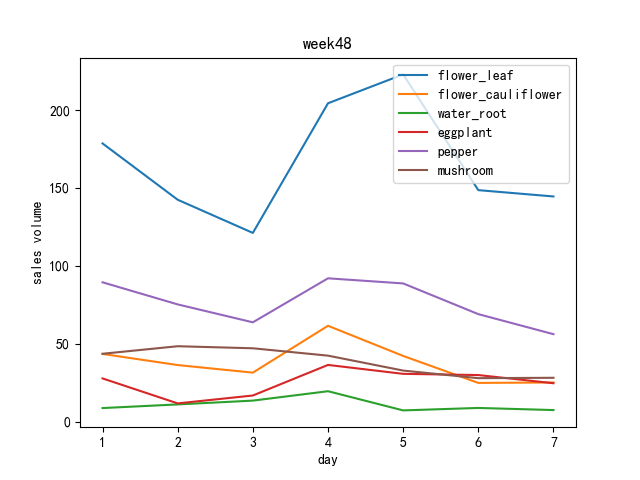 week48
flower_leaf
flower_cauliflower
water_root
eggplant
pepper
mushroom
sales volume
200
150
100
50
0
1 2 3 4 5 6 7
day